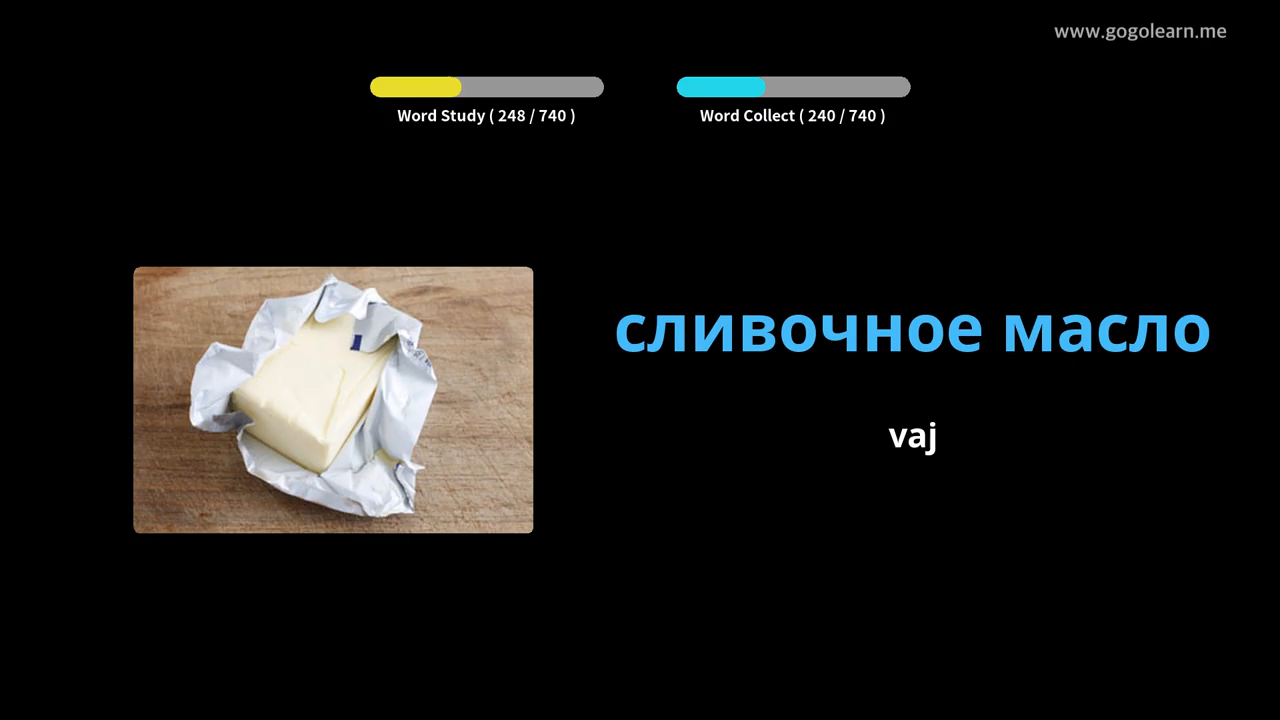 www.gogolearn.me
Word Study ( 248 / 740 )
Word Collect ( 240 / 740 )
сливочное масло
vaj